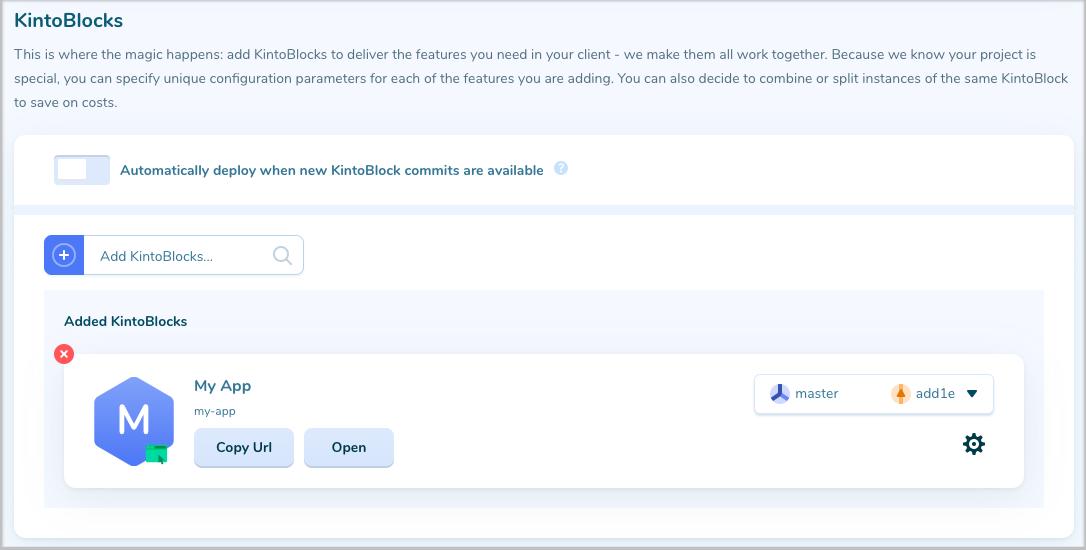 KintoBlocks
This is where the magic happens: add KintoBlocks to deliver the features you need in your client - we make them all work together. Because we know your project is
special, you can specify unique configuration parameters for each of the features you are adding. You can also decide to combine or split instances of the same KintoBlock
to save on costs.
Automatically deploy when new KintoBlock commits are available ?
Add KintoBlocks...
Added KintoBlocks
M
My App
my-app
master add1e
Copy Url Open